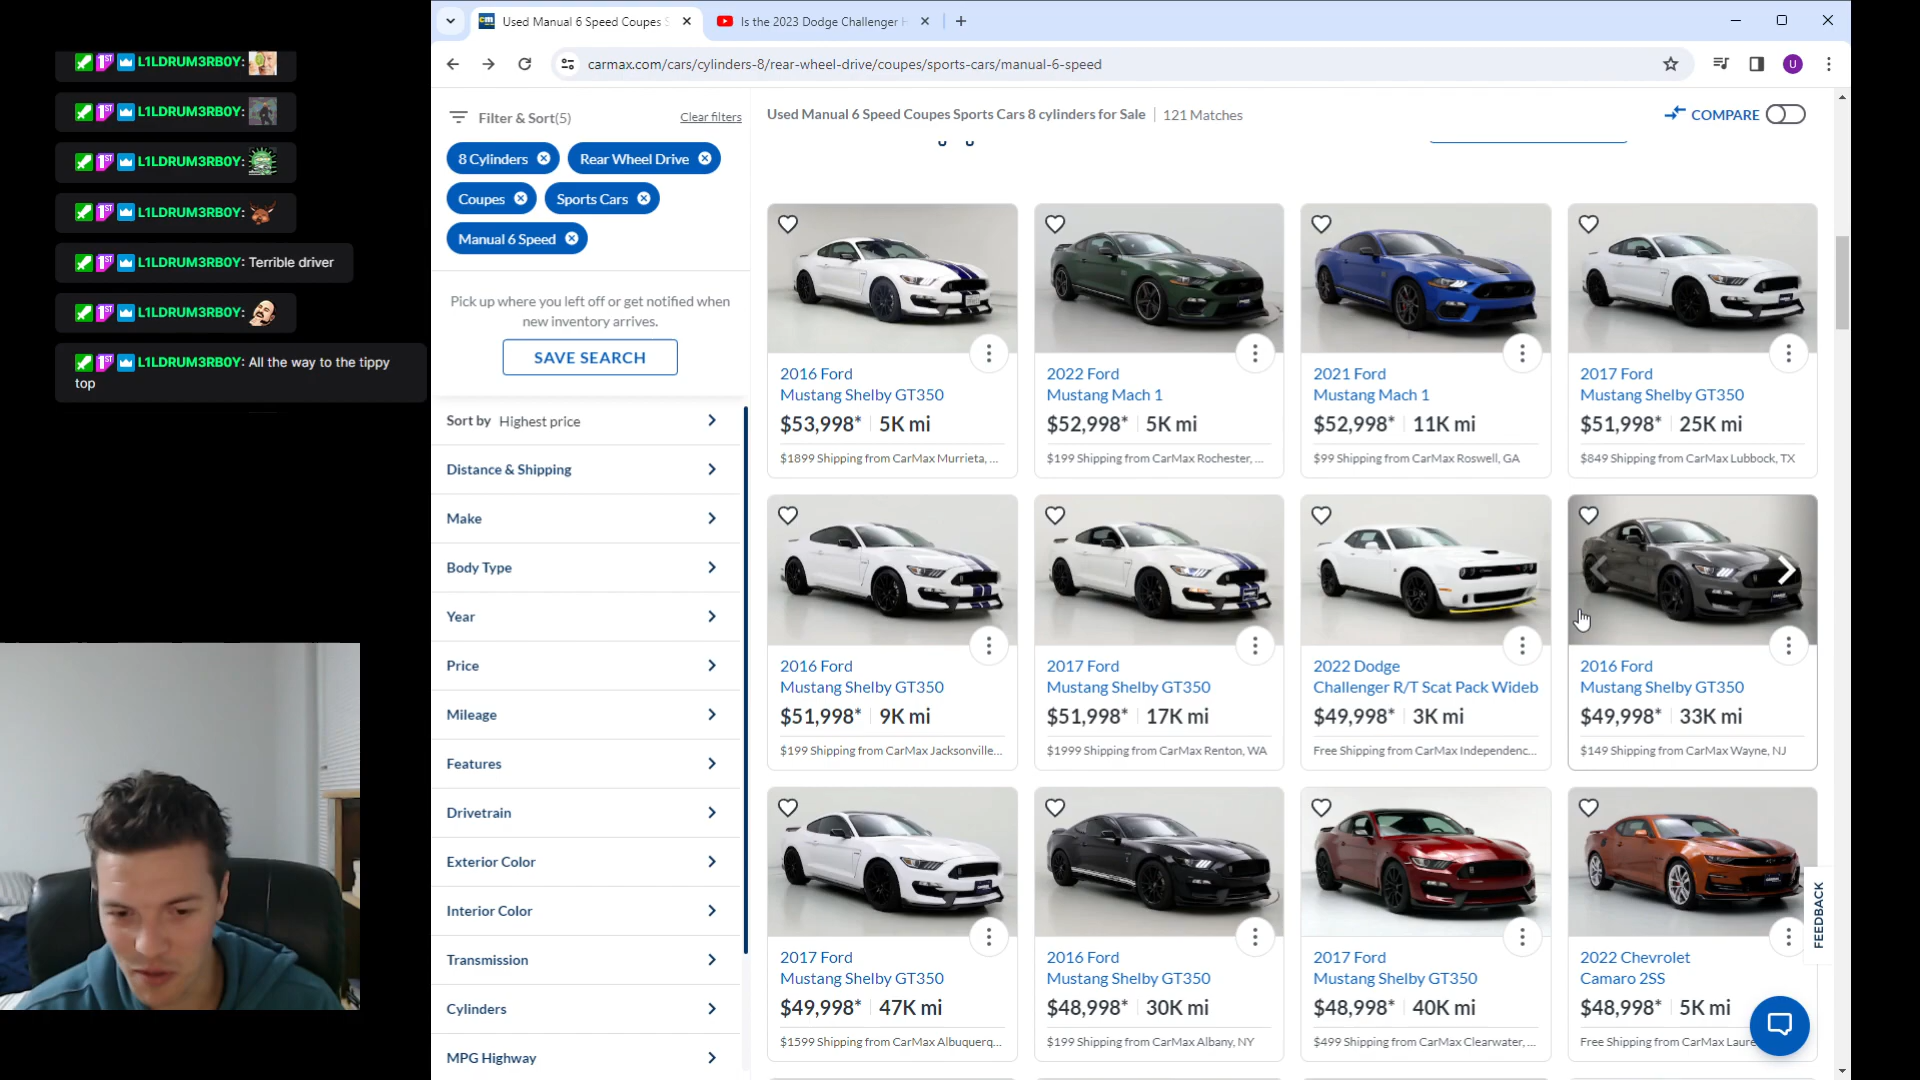 L1LDRUM3RB0Y:
L1LDRUM3RB0Y:
L1LDRUM3RB0Y:
L1LDRUM3RB0Y:
L1LDRUM3RB0Y: Terrible driver
L1LDRUM3RB0Y:
L1LDRUM3RB0Y: All the way to the tippy
top
Used Manual 6 Speed Coupes S
Is the 2023 Dodge Challenger H
carmax.com/cars/cylinders-8/rear-wheel-drive/coupes/sports-cars/manual-6-speed
U
Filter & Sort(5)
Clear filters
8 Cylinders
Rear Wheel Drive
Coupes
Sports Cars
Manual 6 Speed
Pick up where you left off or get notified when
new inventory arrives.
SAVE SEARCH
Sort by Highest price
Distance & Shipping
Make
Body Type
Year
Price
Mileage
Features
Drivetrain
Exterior Color
Interior Color
Transmission
Cylinders
MPG Highway
Used Manual 6 Speed Coupes Sports Cars 8 cylinders for Sale | 121 Matches
COMPARE
2016 Ford
Mustang Shelby GT350
$53,998* 5K mi
$1899 Shipping from CarMax Murrieta, ...
2022 Ford
Mustang Mach 1
$52,998* 5K mi
$199 Shipping from CarMax Rochester, ...
2021 Ford
Mustang Mach 1
$52,998* 11K mi
$99 Shipping from CarMax Roswell, GA
2017 Ford
Mustang Shelby GT350
$51,998* 25K mi
$849 Shipping from CarMax Lubbock, TX
2016 Ford
Mustang Shelby GT350
$51,998* 9K mi
$199 Shipping from CarMax Jacksonville...
2017 Ford
Mustang Shelby GT350
$51,998* 17K mi
$1999 Shipping from CarMax Renton, WA
2022 Dodge
Challenger R/T Scat Pack Wideb
$49,998* 3K mi
Free Shipping from CarMax Independenc...
2016 Ford
Mustang Shelby GT350
$49,998* 33K mi
$149 Shipping from CarMax Wayne, NJ
2017 Ford
Mustang Shelby GT350
$49,998* 47K mi
$1599 Shipping from CarMax Albuquerq...
2016 Ford
Mustang Shelby GT350
$48,998* 30K mi
$199 Shipping from CarMax Albany, NY
2017 Ford
Mustang Shelby GT350
$48,998* 40K mi
$499 Shipping from CarMax Clearwater, ...
2022 Chevrolet
Camaro 2SS
$48,998* 5K mi
Free Shipping from CarMax Laure
FEEDBACK